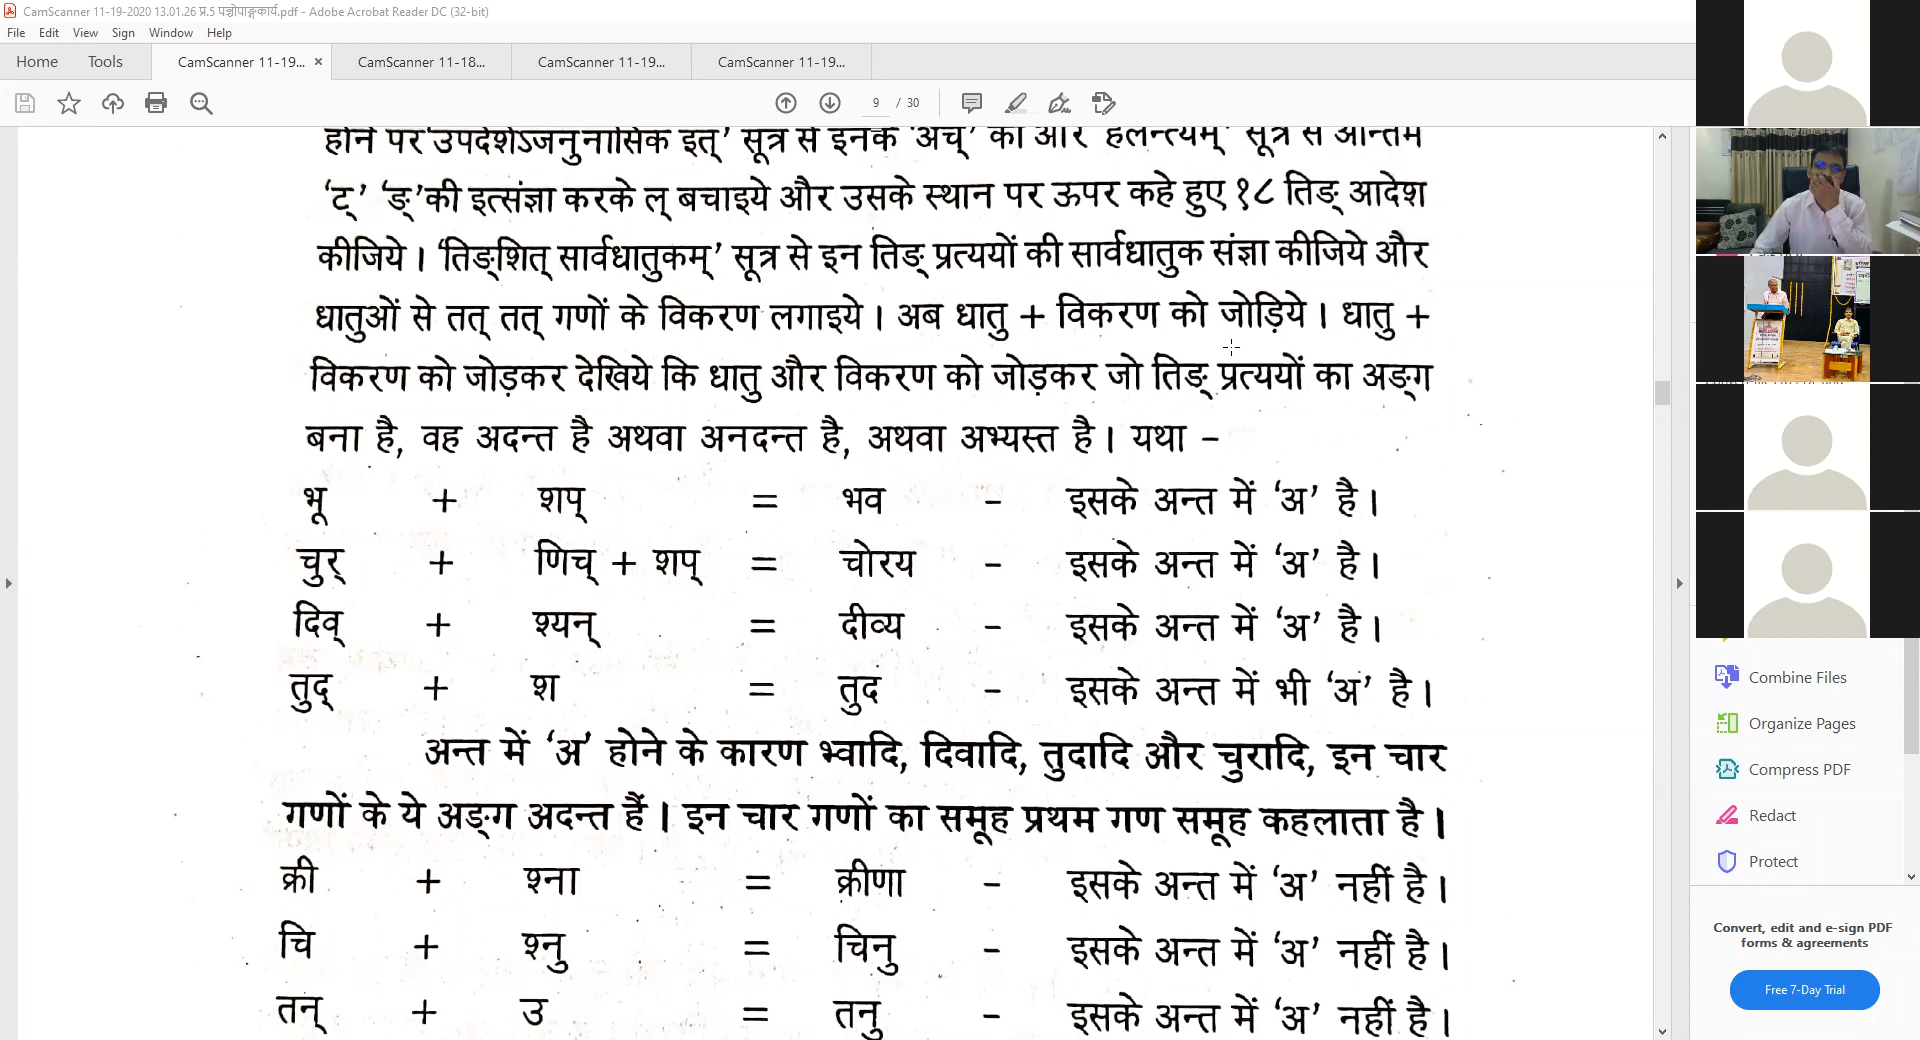 CamScanner 11-19-2020 13.01.26 प्र.5 पञ्चोपाङ्गकार्य.pdf - Adobe Acrobat Reader DC (32-bit)
File Edit View Sign Window Help
Home Tools CamScanner 11-19... × CamScanner 11-18... CamScanner 11-19... CamScanner 11-19...
9 / 30
होने पर 'उपदेशेऽजनुनासिक इत्' सूत्र से इनके 'अच्' की और 'हलन्त्यम्' सूत्र से अन्तिम
'ट्' 'ङ्' की इत्संज्ञा करके ल् बचाइये और उसके स्थान पर ऊपर कहे हुए १८ तिङ् आदेश
कीजिये । 'तिङ्शित् सार्वधातुकम्' सूत्र से इन तिङ् प्रत्ययों की सार्वधातुक संज्ञा कीजिये और
धातुओं से तत् तत् गणों के विकरण लगाइये । अब धातु + विकरण को जोड़िये । धातु +
विकरण को जोड़कर देखिये कि धातु और विकरण को जोड़कर जो तिङ् प्रत्ययों का अङ्ग
बना है, वह अदन्त है अथवा अनदन्त है, अथवा अभ्यस्त है । यथा –
भू + शप् = भव – इसके अन्त में 'अ' है ।
चुर् + णिच् + शप् = चोरय – इसके अन्त में 'अ' है ।
दिव् + श्यन् = दीव्य – इसके अन्त में 'अ' है ।
तुद् + श = तुद – इसके अन्त में भी 'अ' है ।
अन्त में 'अ' होने के कारण भ्वादि, दिवादि, तुदादि और चुरादि, इन चार
गणों के ये अङ्ग अदन्त हैं । इन चार गणों का समूह प्रथम गण समूह कहलाता है ।
क्री + श्ना = क्रीणा – इसके अन्त में 'अ' नहीं है ।
चि + श्नु = चिनु – इसके अन्त में 'अ' नहीं है ।
तन् + उ = तनु – इसके अन्त में 'अ' नहीं है ।
Combine Files
Organize Pages
Compress PDF
Redact
Protect
Convert, edit and e-sign PDF
forms & agreements
Free 7-Day Trial